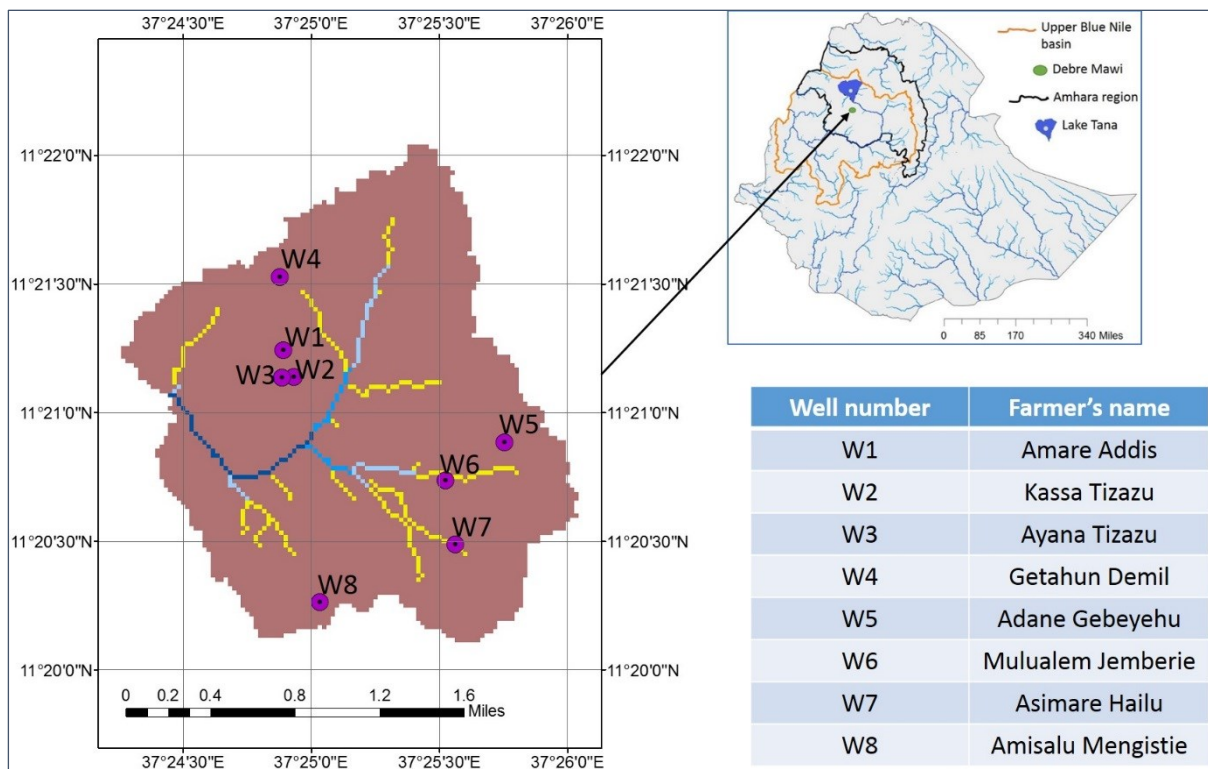 37°24'30"E 37°25'0"E 37°25'30"E 37°26'0"E
11°22'0"N
11°21'30"N
11°21'0"N
11°20'30"N
11°20'0"N
W4
W1
W3 W2
W5
W6
W7
W8
0 0.2 0.4 0.8 1.2 1.6
Miles
11°22'0"N
11°21'30"N
11°21'0"N
11°20'30"N
11°20'0"N
37°24'30"E 37°25'0"E 37°25'30"E 37°26'0"E
Upper Blue Nile
basin
Debre Mawi
Amhara region
Lake Tana
0 85 170 340 Miles
Well number Farmer's name
W1 Amare Addis
W2 Kassa Tizazu
W3 Ayana Tizazu
W4 Getahun Demil
W5 Adane Gebeyehu
W6 Mulualem Jemberie
W7 Asimare Hailu
W8 Amisalu Mengistie